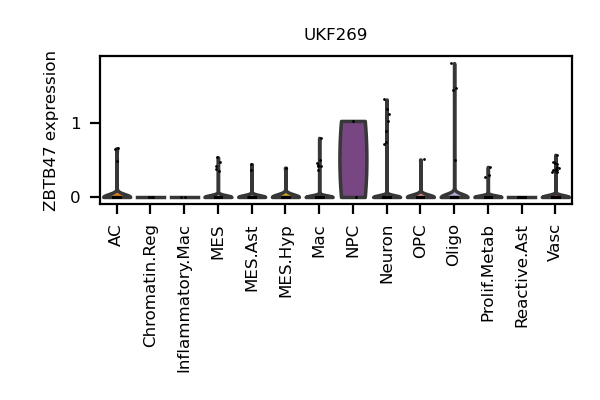 UKF269
ZBTB47 expression
1
0
AC
Chromatin.Reg
Inflammatory.Mac
MES
MES.Ast
MES.Hyp
Mac
NPC
Neuron
OPC
Oligo
Prolif.Metab
Reactive.Ast
Vasc